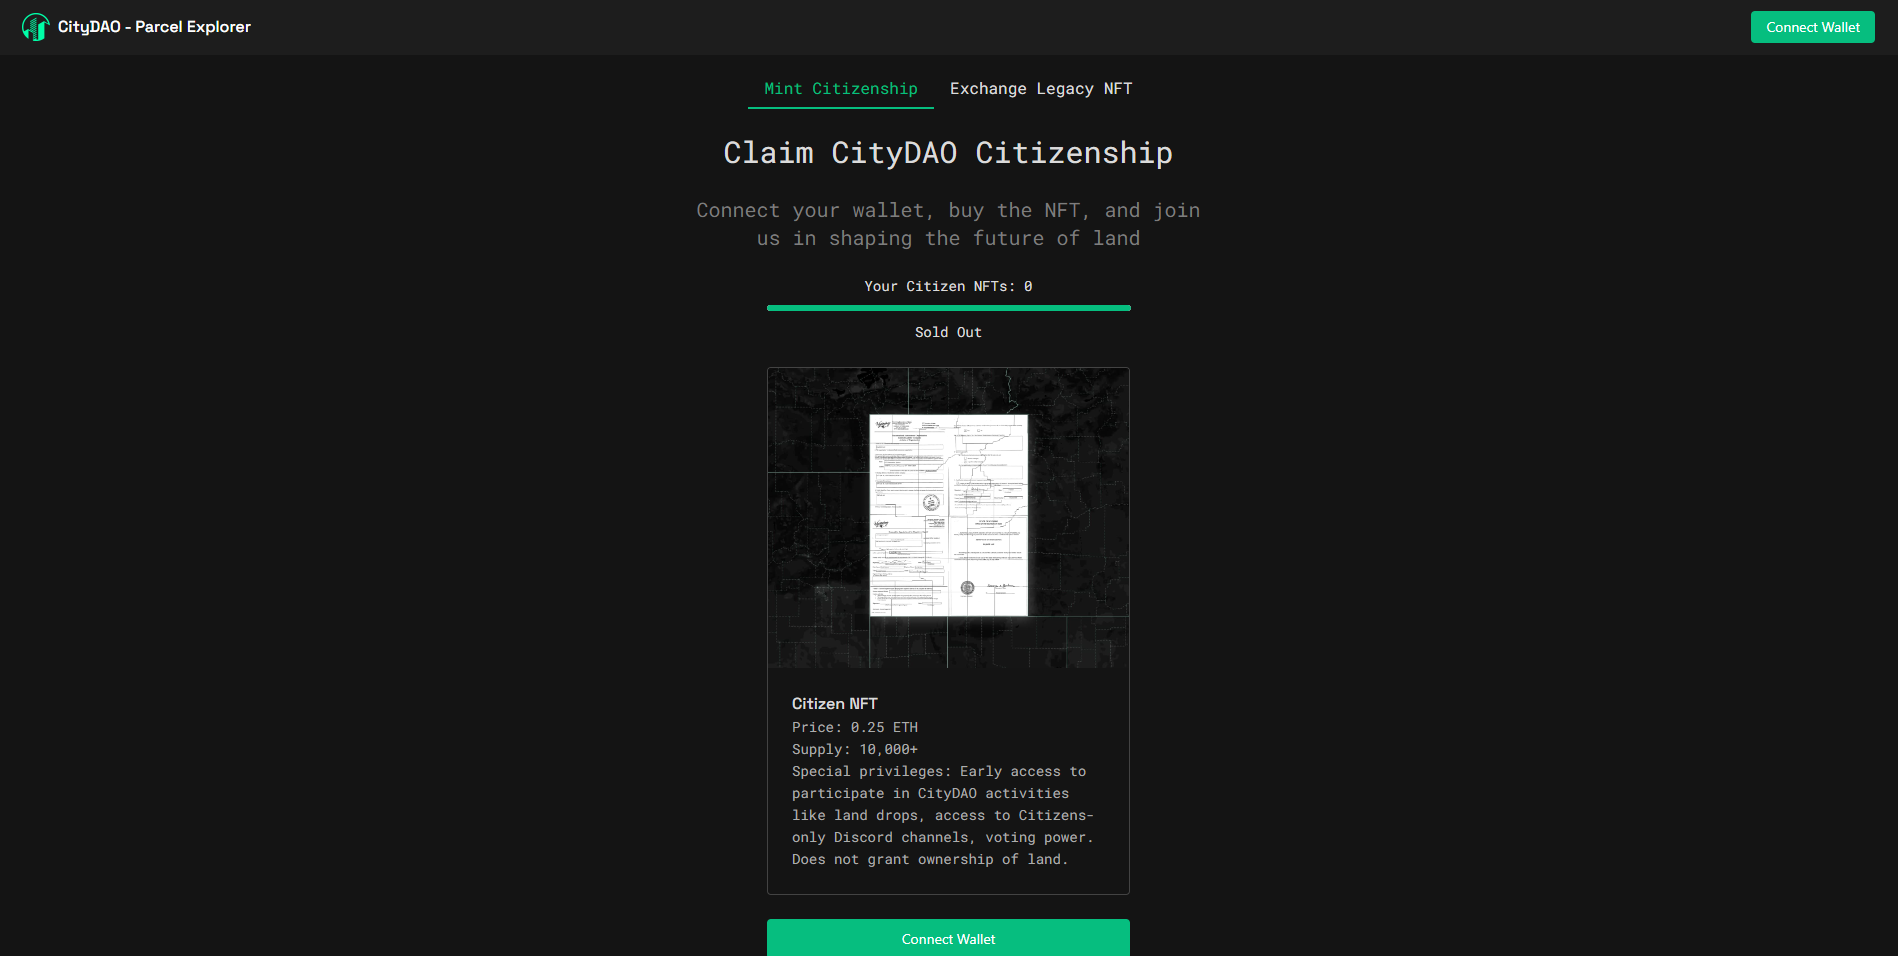 CityDAO - Parcel Explorer
Connect Wallet
Mint Citizenship
Exchange Legacy NFT
Claim CityDAO Citizenship
Connect your wallet, buy the NFT, and join
us in shaping the future of land
Your Citizen NFTs: 0
Sold Out
Citizen NFT
Price: 0.25 ETH
Supply: 10,000+
Special privileges: Early access to
participate in CityDAO activities
like land drops, access to Citizens-
only Discord channels, voting power.
Does not grant ownership of land.
Connect Wallet